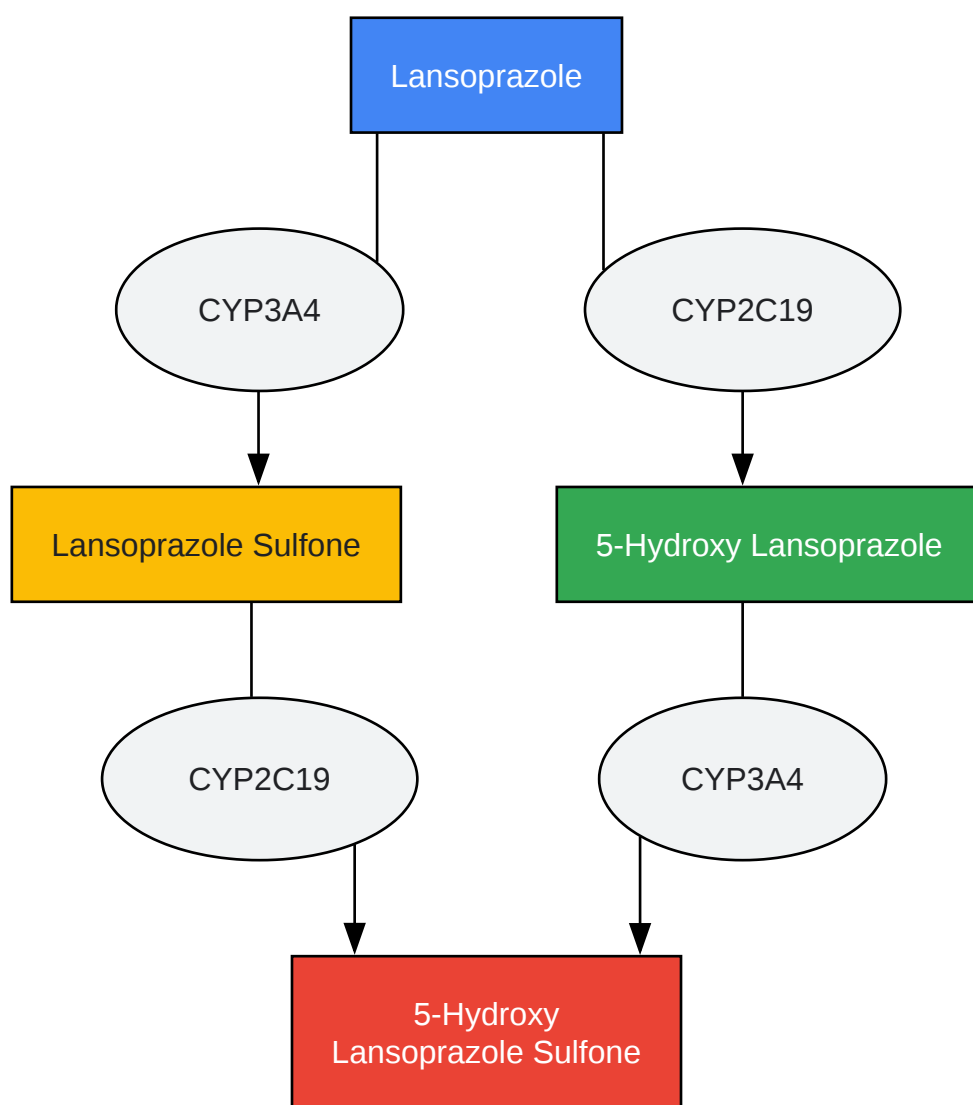 Lansoprazole
CYP3A4
CYP2C19
Lansoprazole Sulfone
5-Hydroxy Lansoprazole
CYP2C19
CYP3A4
5-Hydroxy
Lansoprazole Sulfone